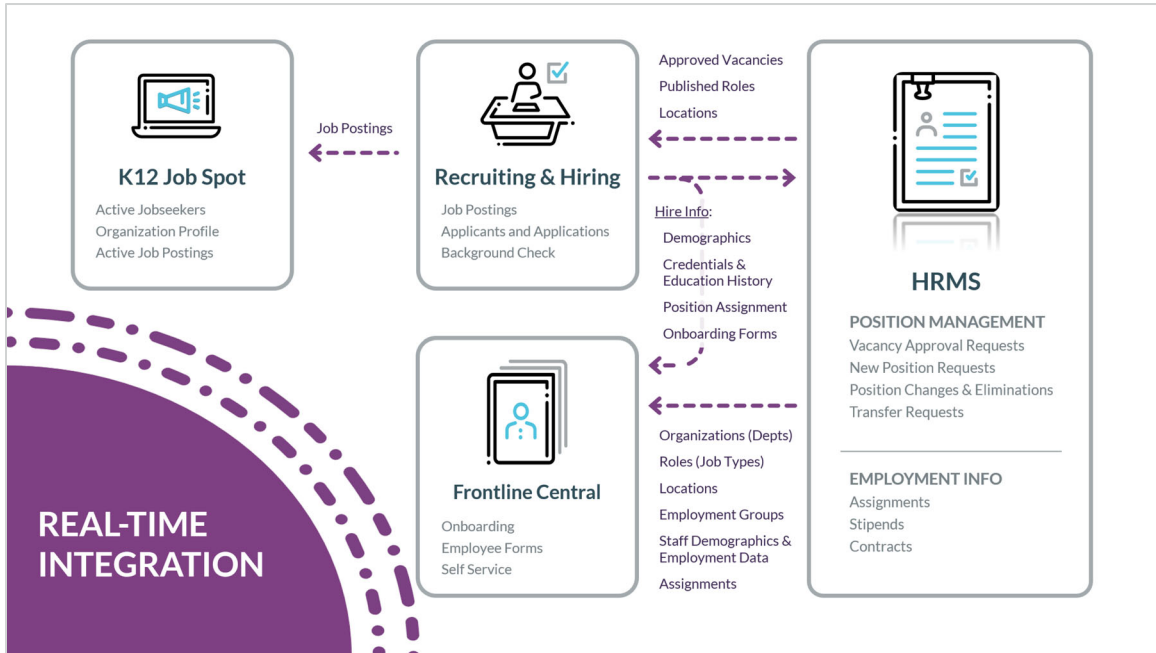 K12 Job Spot
Active Jobseekers
Organization Profile
Active Job Postings
Job Postings
Recruiting & Hiring
Job Postings
Applicants and Applications
Background Check
Approved Vacancies
Published Roles
Locations
Hire Info:
Demographics
Credentials &
Education History
Position Assignment
Onboarding Forms
HRMS
POSITION MANAGEMENT
Vacancy Approval Requests
New Position Requests
Position Changes & Eliminations
Transfer Requests
EMPLOYMENT INFO
Assignments
Stipends
Contracts
Frontline Central
Onboarding
Employee Forms
Self Service
Organizations (Depts)
Roles (Job Types)
Locations
Employment Groups
Staff Demographics &
Employment Data
Assignments
REAL-TIME
INTEGRATION